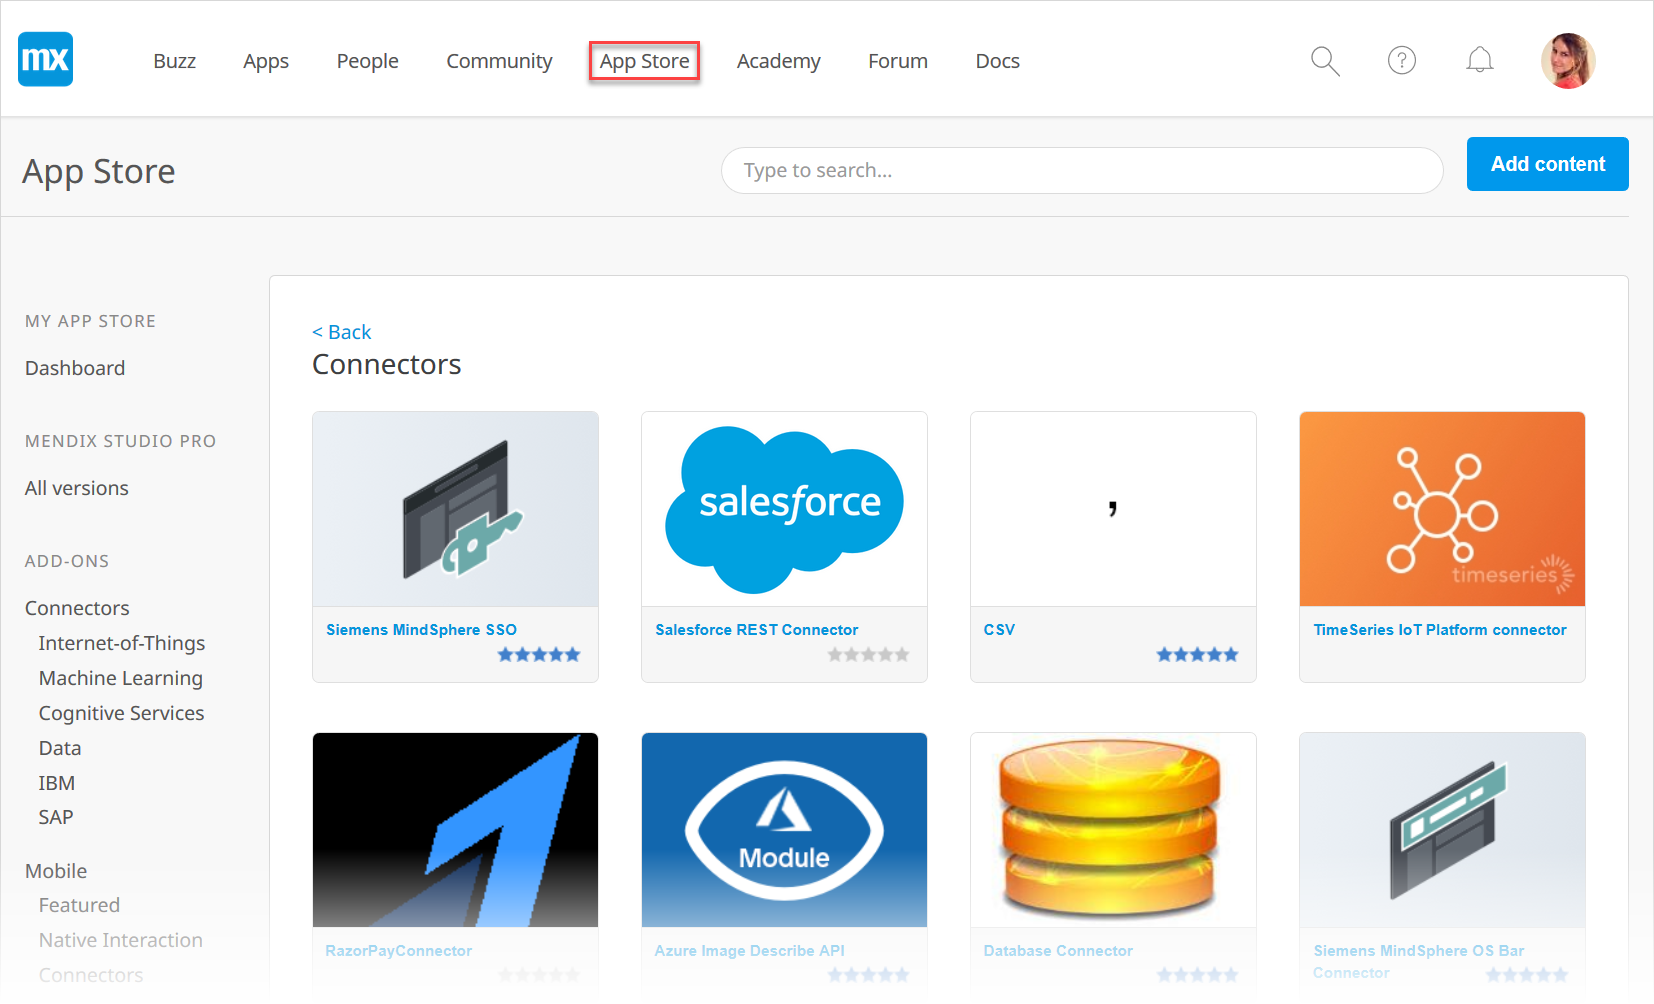 mx
Buzz Apps People Community App Store Academy Forum Docs
?
App Store
Type to search...
Add content
MY APP STORE
Dashboard
MENDIX STUDIO PRO
All versions
ADD-ONS
Connectors
Internet-of-Things
Machine Learning
Cognitive Services
Data
IBM
SAP
Mobile
Featured
Native Interaction
Connectors
< Back
Connectors
salesforce
,
timeseries
Siemens MindSphere SSO
Salesforce REST Connector
CSV
TimeSeries IoT Platform connector
Module
RazorPayConnector
Azure Image Describe API
Database Connector
Siemens MindSphere OS Bar
Connector